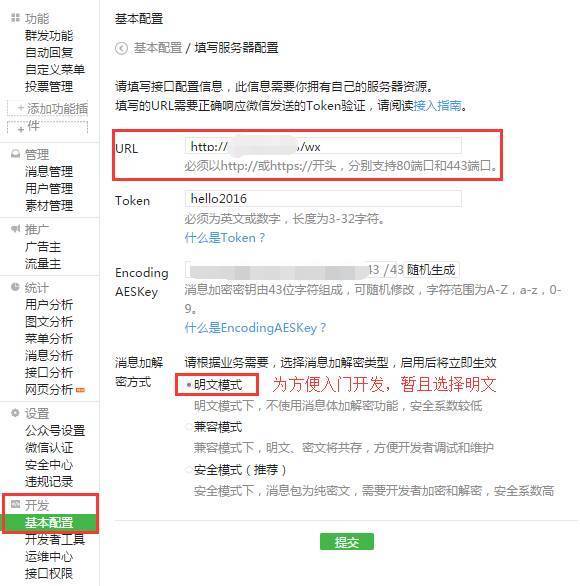 功能
群发功能
自动回复
自定义菜单
投票管理
+ 添加功能插
+ 件
管理
消息管理
用户管理
素材管理
推广
广告主
流量主
统计
用户分析
图文分析
菜单分析
消息分析
接口分析
网页分析
设置
公众号设置
微信认证
安全中心
违规记录
开发
基本配置
开发者工具
运维中心
接口权限
基本配置
基本配置 / 填写服务器配置
请填写接口配置信息，此信息需要你拥有自己的服务器资源。
填写的URL需要正确响应微信发送的Token验证，请阅读接入指南。
URL
http:// /wx
必须以http://或https://开头，分别支持80端口和443端口。
Token
hello2016
必须为英文或数字，长度为3-32字符。
什么是Token？
Encoding
AESKey
43 /43 随机生成
消息加密密钥由43位字符组成，可随机修改，字符范围为A-Z，a-z，0-
9。
什么是EncodingAESKey？
消息加解
密方式
请根据业务需要，选择消息加解密类型，启用后将立即生效
明文模式 为方便入门开发，暂且选择明文
明文模式下，不使用消息体加解密功能，安全系数较低
兼容模式
兼容模式下，明文、密文将共存，方便开发者调试和维护
安全模式（推荐）
安全模式下，消息包为纯密文，需要开发者加密和解密，安全系数高
提交